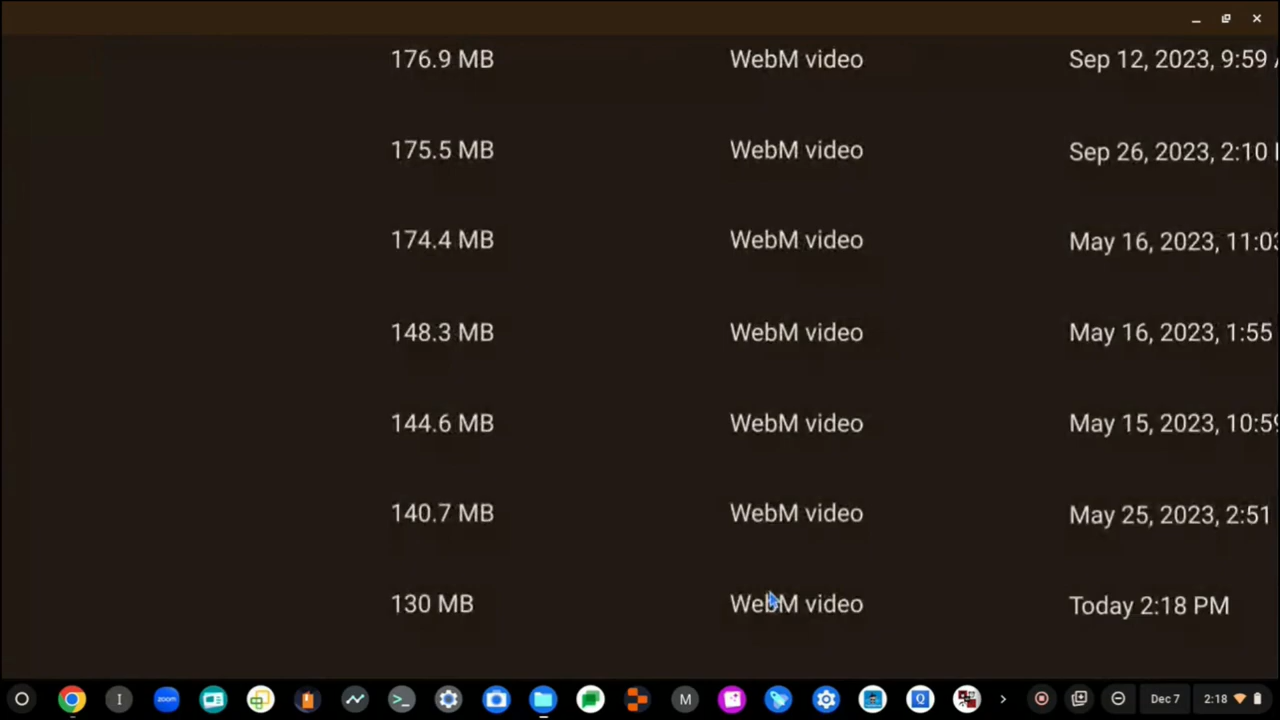 176.9 MB WebM video Sep 12, 2023, 9:59
175.5 MB WebM video Sep 26, 2023, 2:10
174.4 MB WebM video May 16, 2023, 11:03
148.3 MB WebM video May 16, 2023, 1:55
144.6 MB WebM video May 15, 2023, 10:59
140.7 MB WebM video May 25, 2023, 2:51
130 MB WebM video Today 2:18 PM
I zoom M Q Dec 7 2:18